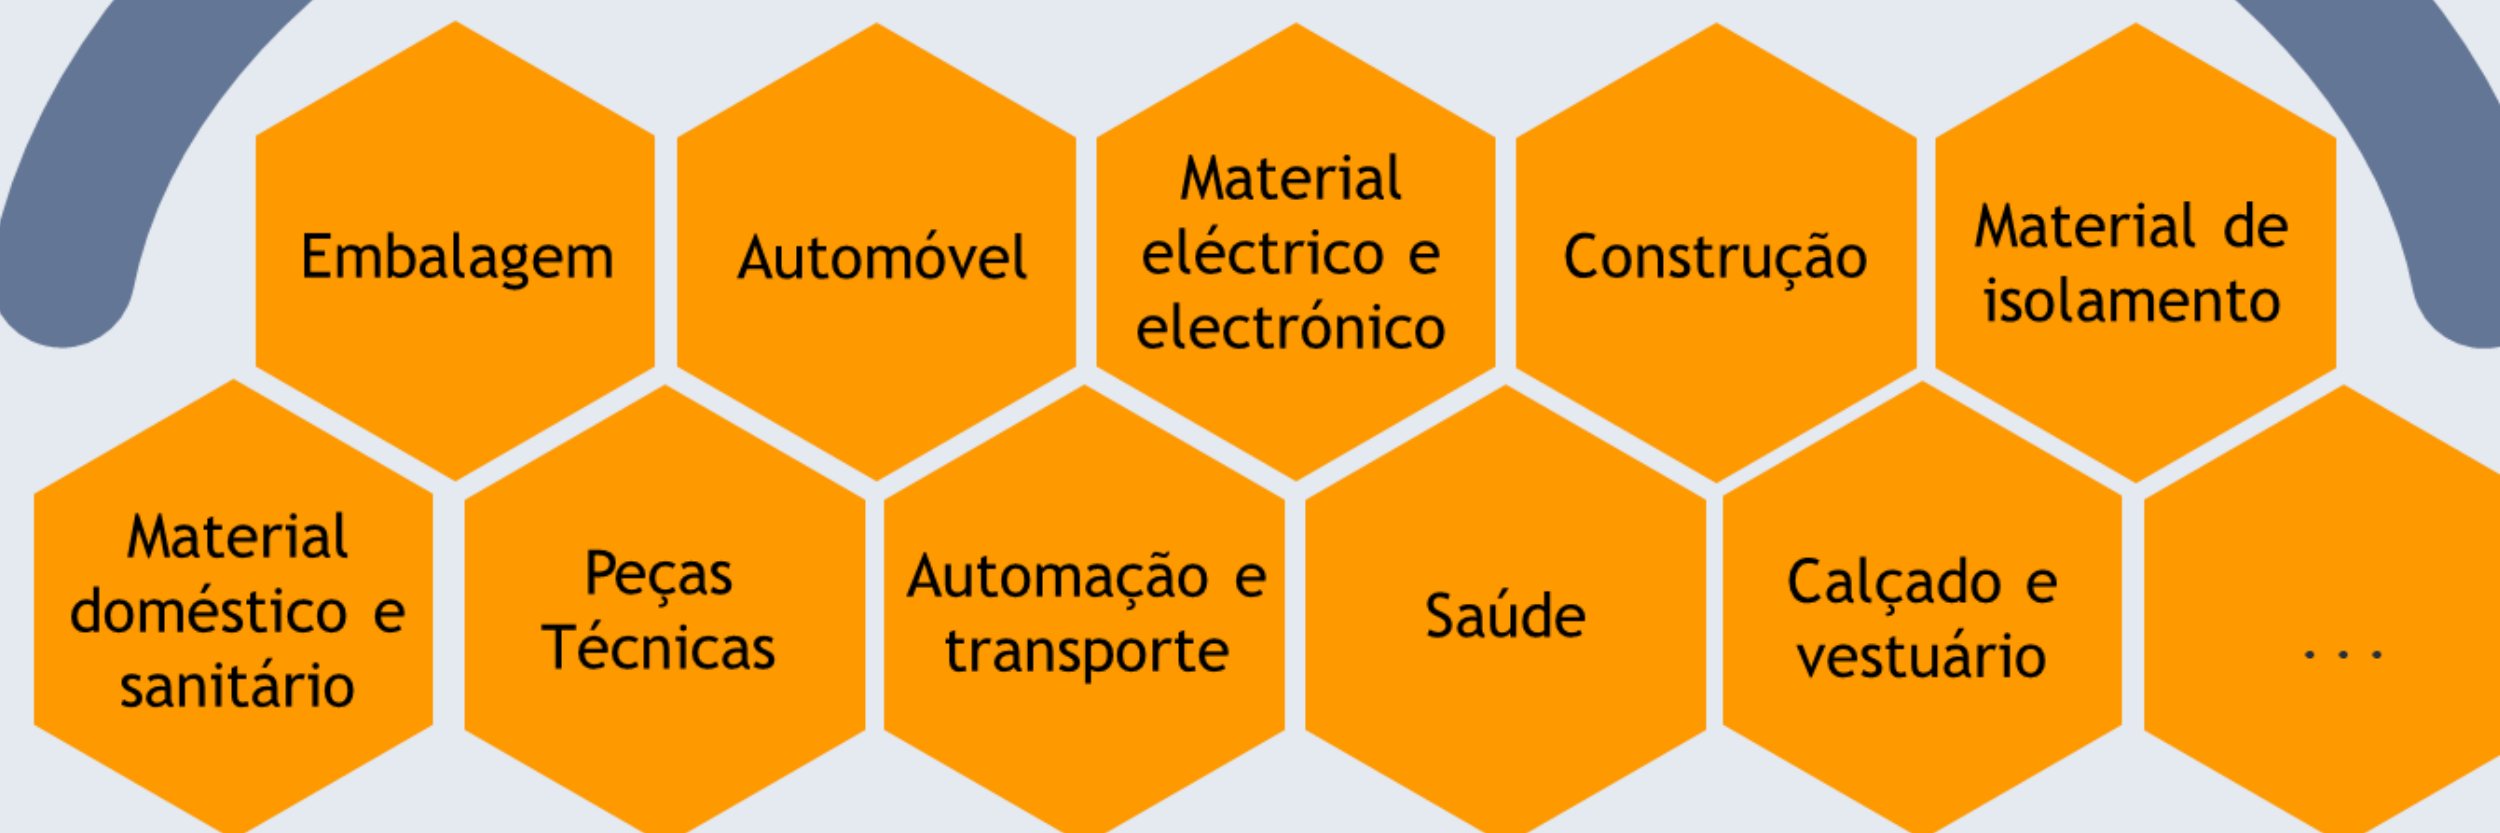 Embalagem
Automóvel
Material
eléctrico e
electrónico
Construção
Material de
isolamento
Material
doméstico e
sanitário
Peças
Técnicas
Automação e
transporte
Saúde
Calçado e
vestuário
...